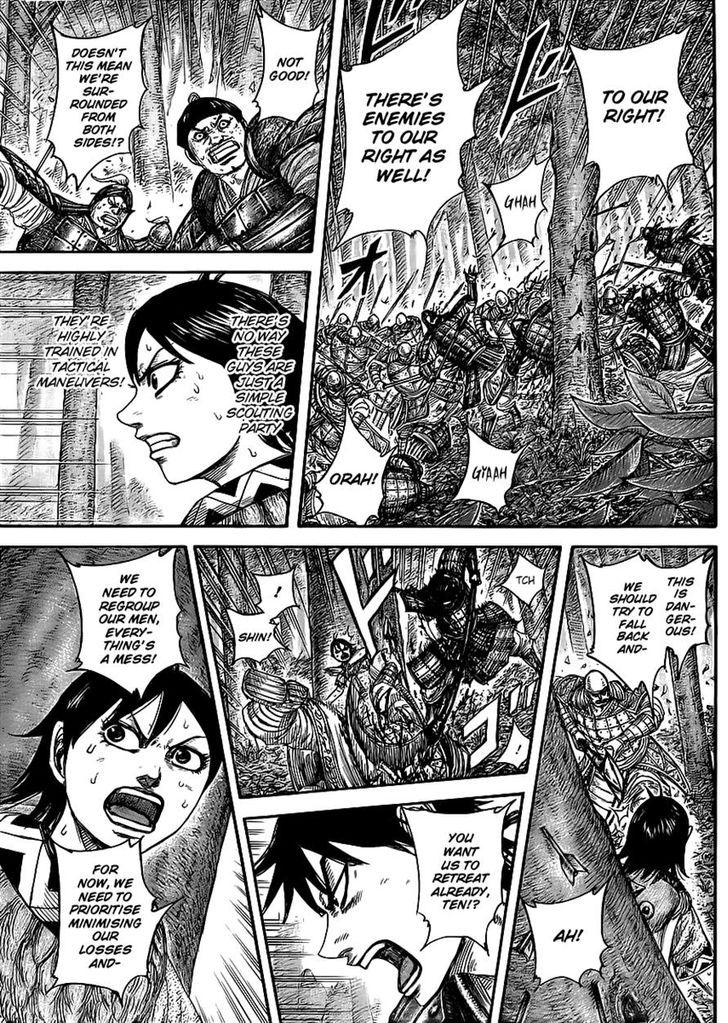 TO OUR
RIGHT!
THERE'S
ENEMIES
TO OUR
RIGHT AS
WELL!
GHAH
GYAAH
ORAH!
NOT
GOOD!
DOESN'T
THIS MEAN
WE'RE
SUR-
ROUNDED
FROM
BOTH
SIDES!?
THERE'S
NO WAY
THESE
GUYS ARE
JUST A
SIMPLE
SCOUTING
PARTY
THEY'RE
HIGHLY
TRAINED IN
TACTICAL
MANEUVERS!
THIS IS
DAN-
GER-
OUS!
WE
SHOULD
TRY TO
FALL
BACK
AND-
AH!
TCH
!
!
SHIN!
YOU
WANT
US TO
RETREAT
ALREADY,
TEN!?
WE
NEED TO
REGROUP
OUR MEN,
EVERY-
THING'S
A MESS!
FOR
NOW, WE
NEED TO
PRIORITISE
MINIMISING
OUR
LOSSES
AND-